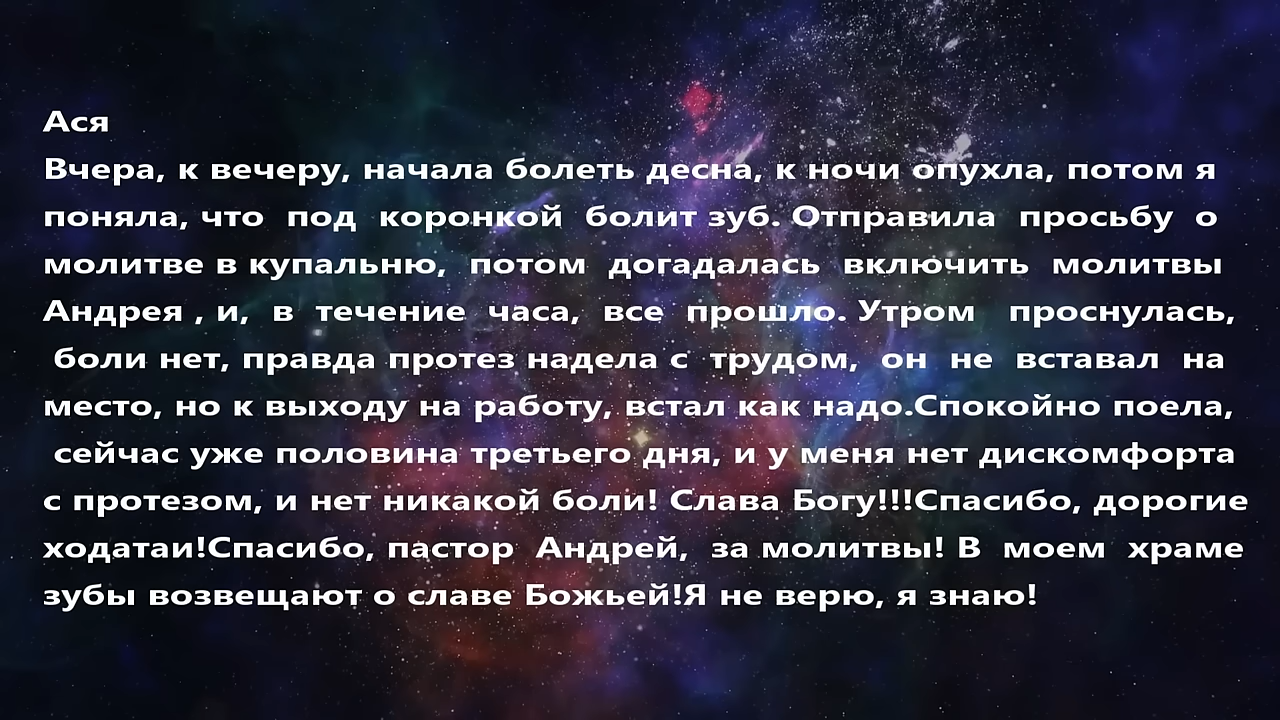 Ася
Вчера, к вечеру, начала болеть десна, к ночи опухла, потом я
поняла, что под коронкой болит зуб. Отправила просьбу о
молитве в купальню, потом догадалась включить молитвы
Андрея , и, в течение часа, все прошло. Утром проснулась,
боли нет, правда протез надела с трудом, он не вставал на
место, но к выходу на работу, встал как надо.Спокойно поела,
сейчас уже половина третьего дня, и у меня нет дискомфорта
с протезом, и нет никакой боли! Слава Богу!!!Спасибо, дорогие
ходатаи!Спасибо, пастор Андрей, за молитвы! В моем храме
зубы возвещают о славе Божьей!Я не верю, я знаю!